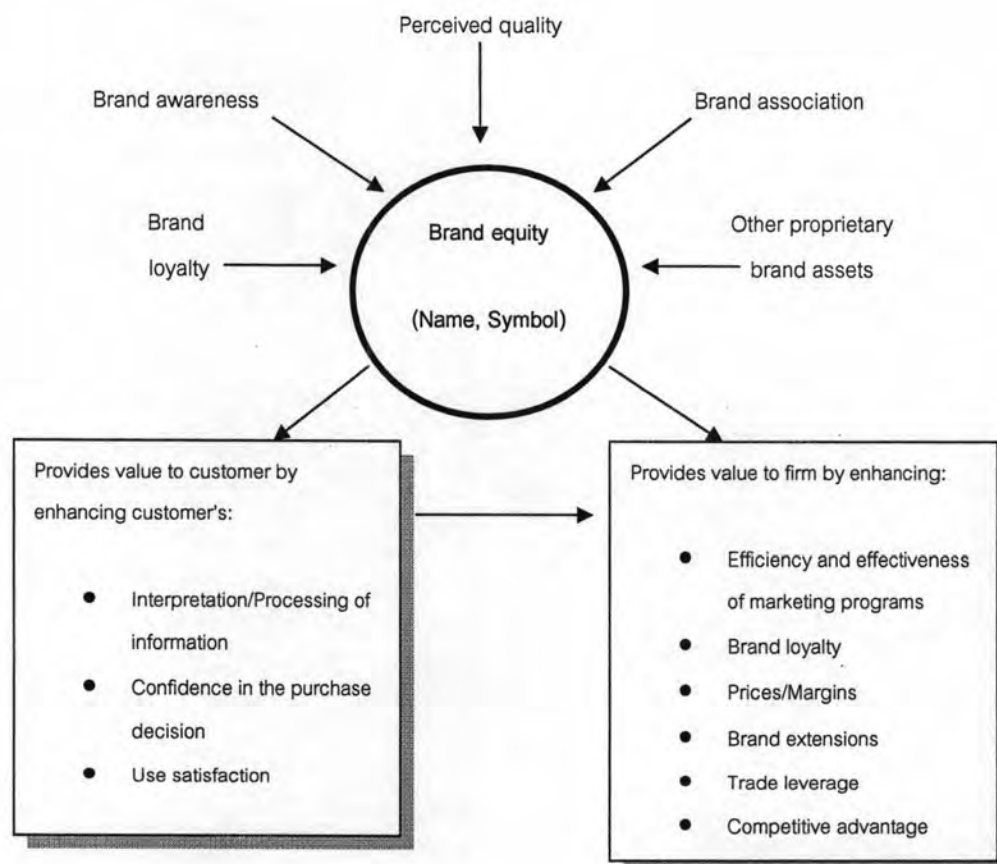 Perceived quality
Brand awareness
Brand association
Brand
loyalty
Brand equity
(Name, Symbol)
Other proprietary
brand assets
Provides value to customer by
enhancing customer's:
● Interpretation/Processing of
information
● Confidence in the purchase
decision
● Use satisfaction
Provides value to firm by enhancing:
● Efficiency and effectiveness
of marketing programs
● Brand loyalty
● Prices/Margins
● Brand extensions
● Trade leverage
● Competitive advantage